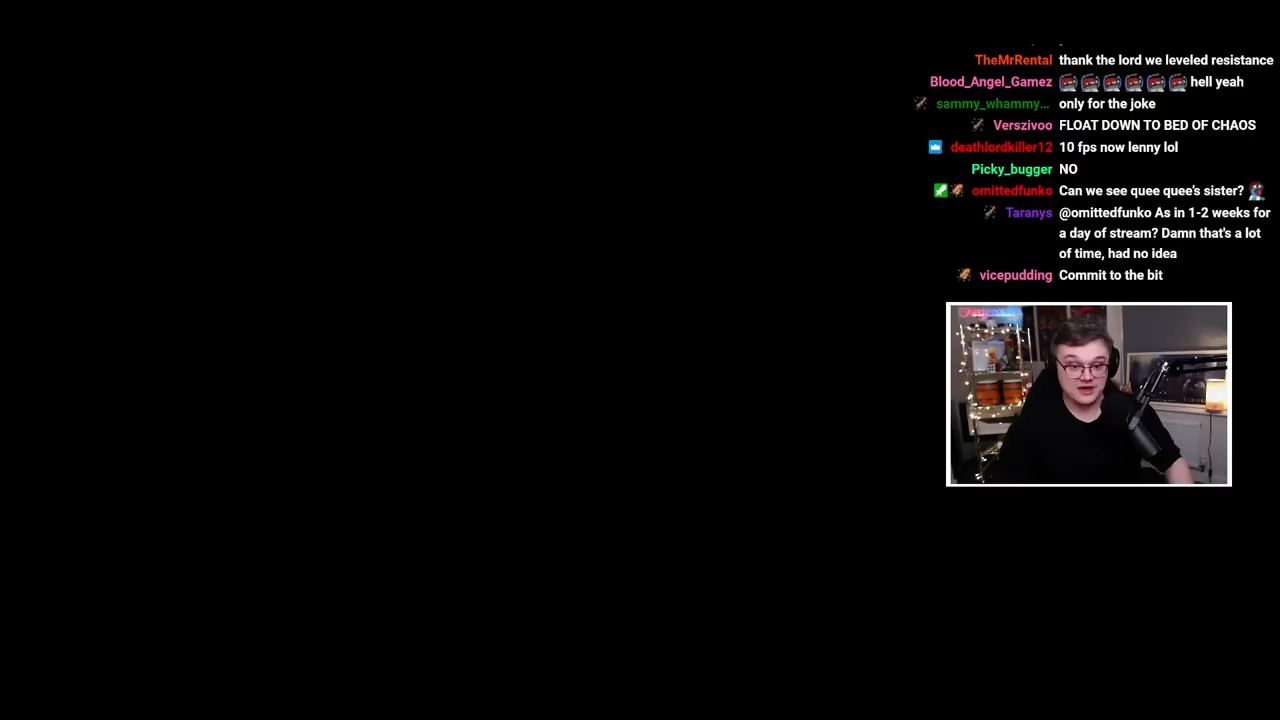 TheMrRental thank the lord we leveled resistance
Blood_Angel_Gamez hell yeah
sammy_whammy… only for the joke
Verszivoo FLOAT DOWN TO BED OF CHAOS
deathlordkiller12 10 fps now lenny lol
Picky_bugger NO
omittedfunko Can we see quee quee’s sister?
Taranys @omittedfunko As in 1-2 weeks for
a day of stream? Damn that's a lot
of time, had no idea
vicepudding Commit to the bit